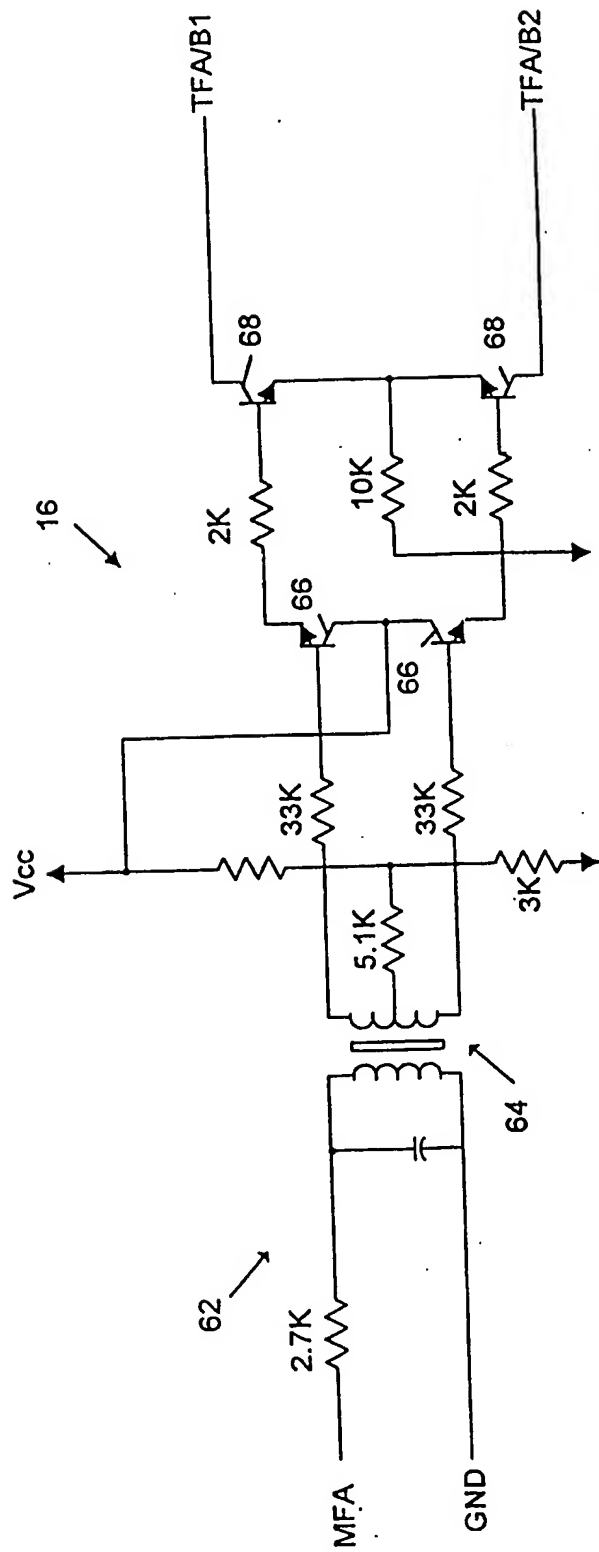 16
Vcc
TFA/B1
68
2K
66
33K
62
2.7K
MFA
5.1K
10K
66
68
33K
2K
GND
64
3K
TFA/B2